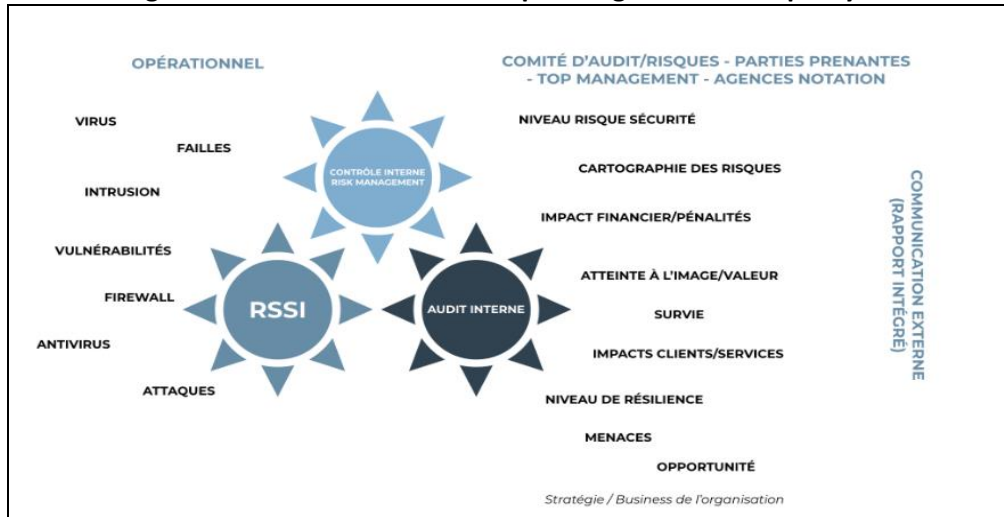 OPÉRATIONNEL
COMITÉ D'AUDIT/RISQUES - PARTIES PRENANTES
- TOP MANAGEMENT - AGENCES NOTATION
VIRUS
FAILLES
INTRUSION
VULNÉRABILITÉS
FIREWALL
ANTIVIRUS
ATTAQUES
CONTRÔLE INTERNE
RISK MANAGEMENT
RSSI
AUDIT INTERNE
NIVEAU RISQUE SÉCURITÉ
CARTOGRAPHIE DES RISQUES
IMPACT FINANCIER/PÉNALITÉS
ATTEINTE À L'IMAGE/VALEUR
SURVIE
IMPACTS CLIENTS/SERVICES
NIVEAU DE RÉSILIENCE
MENACES
OPPORTUNITÉ
Stratégie / Business de l'organisation
COMMUNICATION EXTERNE
(RAPPORT INTÉGRÉ)